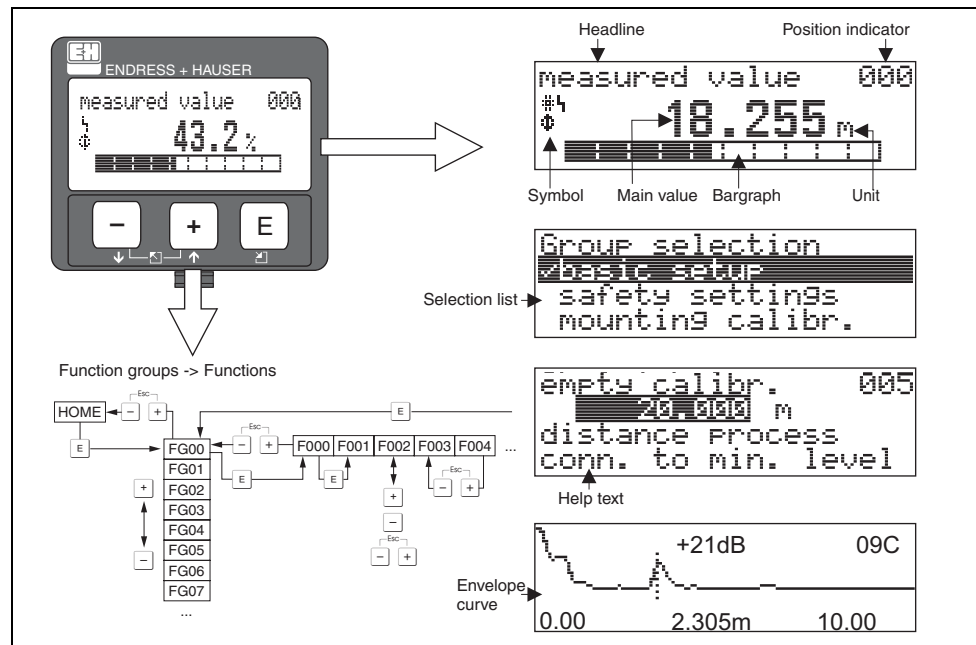 E+H
ENDRESS + HAUSER
measured value 000
43.2 %
– + E
Headline Position indicator
measured value 000
18.255 m
Symbol Main value Bargraph Unit
Group selection
basic setup
safety settings
mounting calibr.
Selection list
empty calibr. 005
20.000 m
distance process
conn. to min. level
Help text
+21dB 09C
Envelope
curve
0.00 2.305m 10.00
Function groups -> Functions
Esc
HOME – +
E
E
FG00 – + F000 F001 F002 F003 F004 ...
Esc
FG01
E E
Esc
– +
FG02
+
FG03
FG04
–
FG05
FG06
FG07
...
+
–
Esc
– +